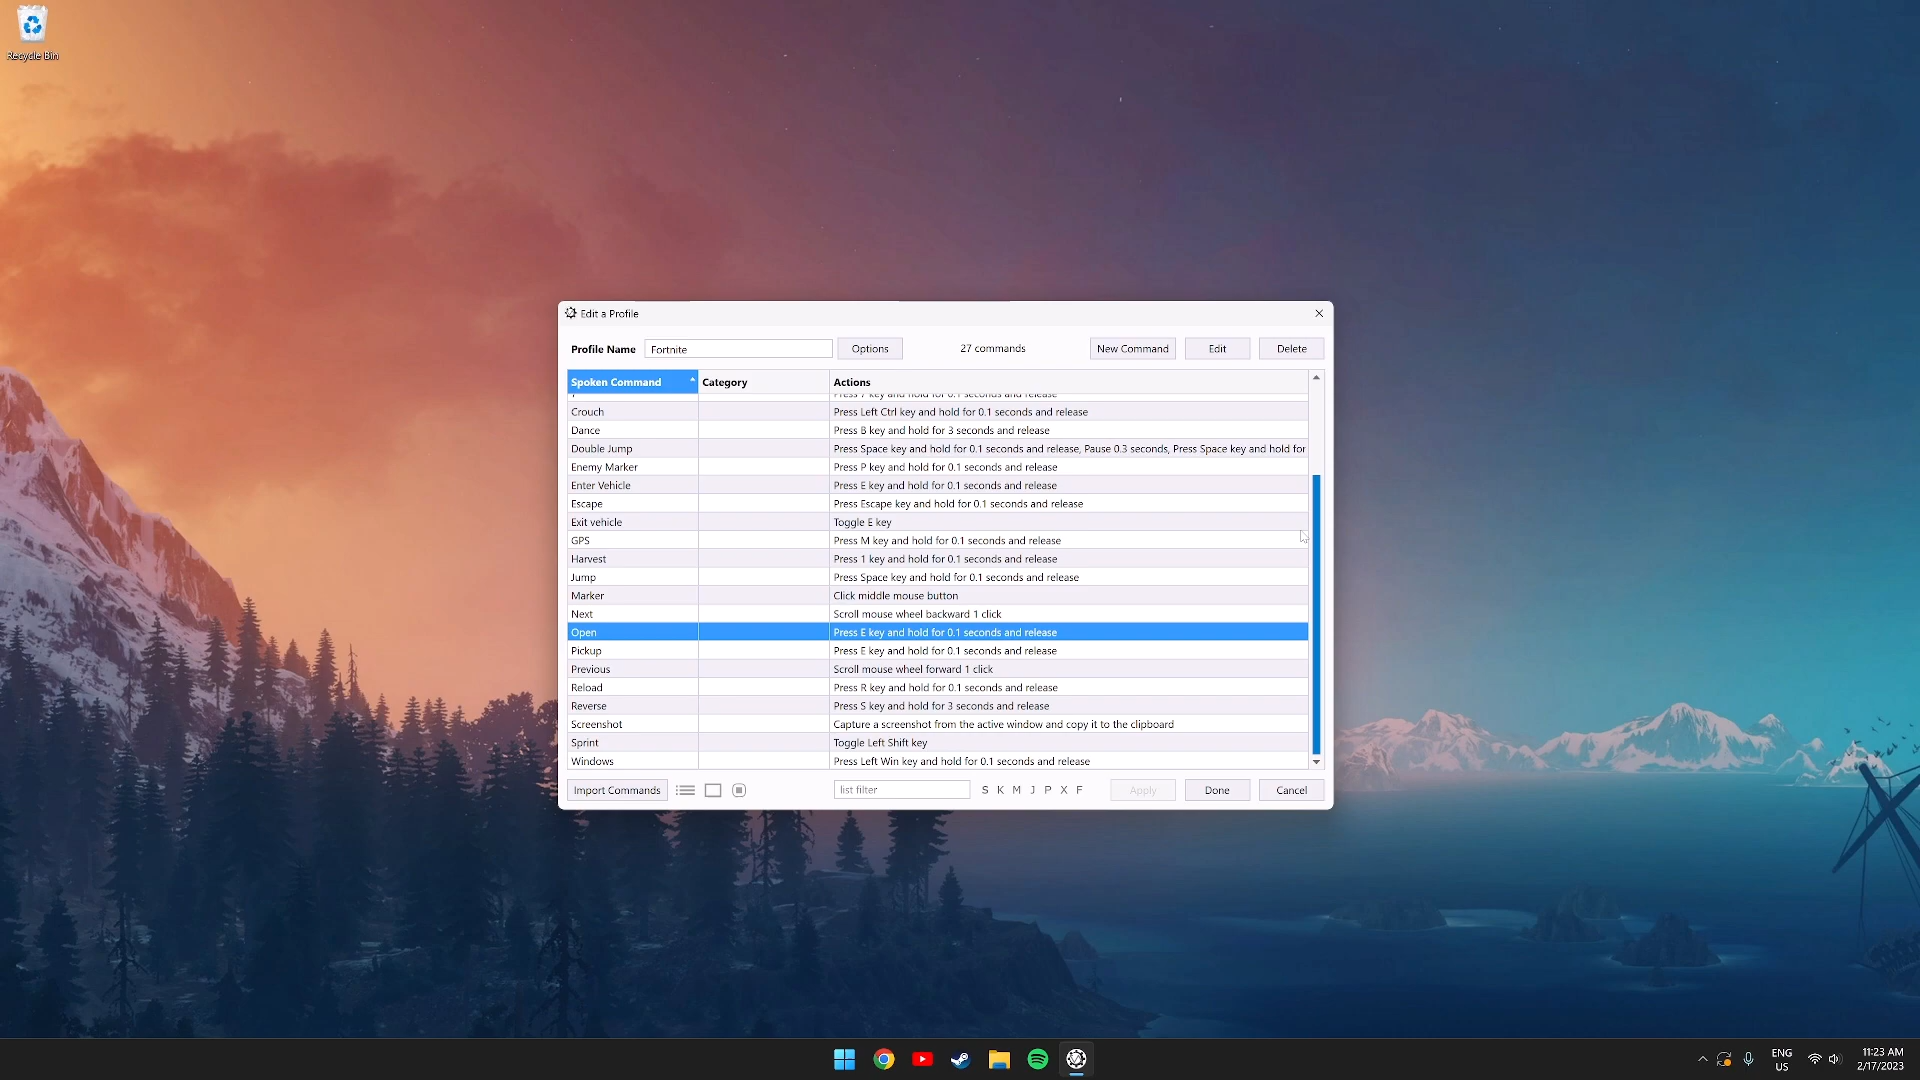 Recycle Bin
Edit a Profile
Profile Name Fortnite Options 27 commands New Command Edit Delete
Spoken Command Category Actions
7 Press 7 key and hold for 0.1 seconds and release
Crouch Press Left Ctrl key and hold for 0.1 seconds and release
Dance Press B key and hold for 3 seconds and release
Double Jump Press Space key and hold for 0.1 seconds and release, Pause 0.3 seconds, Press Space key and hold for
Enemy Marker Press P key and hold for 0.1 seconds and release
Enter Vehicle Press E key and hold for 0.1 seconds and release
Escape Press Escape key and hold for 0.1 seconds and release
Exit vehicle Toggle E key
GPS Press M key and hold for 0.1 seconds and release
Harvest Press 1 key and hold for 0.1 seconds and release
Jump Press Space key and hold for 0.1 seconds and release
Marker Click middle mouse button
Next Scroll mouse wheel backward 1 click
Open Press E key and hold for 0.1 seconds and release
Pickup Press E key and hold for 0.1 seconds and release
Previous Scroll mouse wheel forward 1 click
Reload Press R key and hold for 0.1 seconds and release
Reverse Press S key and hold for 3 seconds and release
Screenshot Capture a screenshot from the active window and copy it to the clipboard
Sprint Toggle Left Shift key
Windows Press Left Win key and hold for 0.1 seconds and release
Import Commands list filter S K M J P X F Apply Done Cancel
ENG 11:23 AM
US 2/17/2023